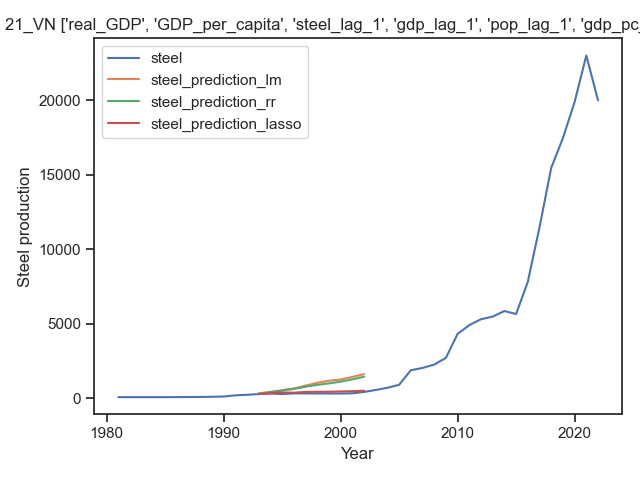 21_VN ['real_GDP', 'GDP_per_capita', 'steel_lag_1', 'gdp_lag_1', 'pop_lag_1', 'gdp_pc_
steel
steel_prediction_lm
steel_prediction_rr
steel_prediction_lasso
20000
15000
10000
5000
0
Steel production
1980
1990
2000
2010
2020
Year